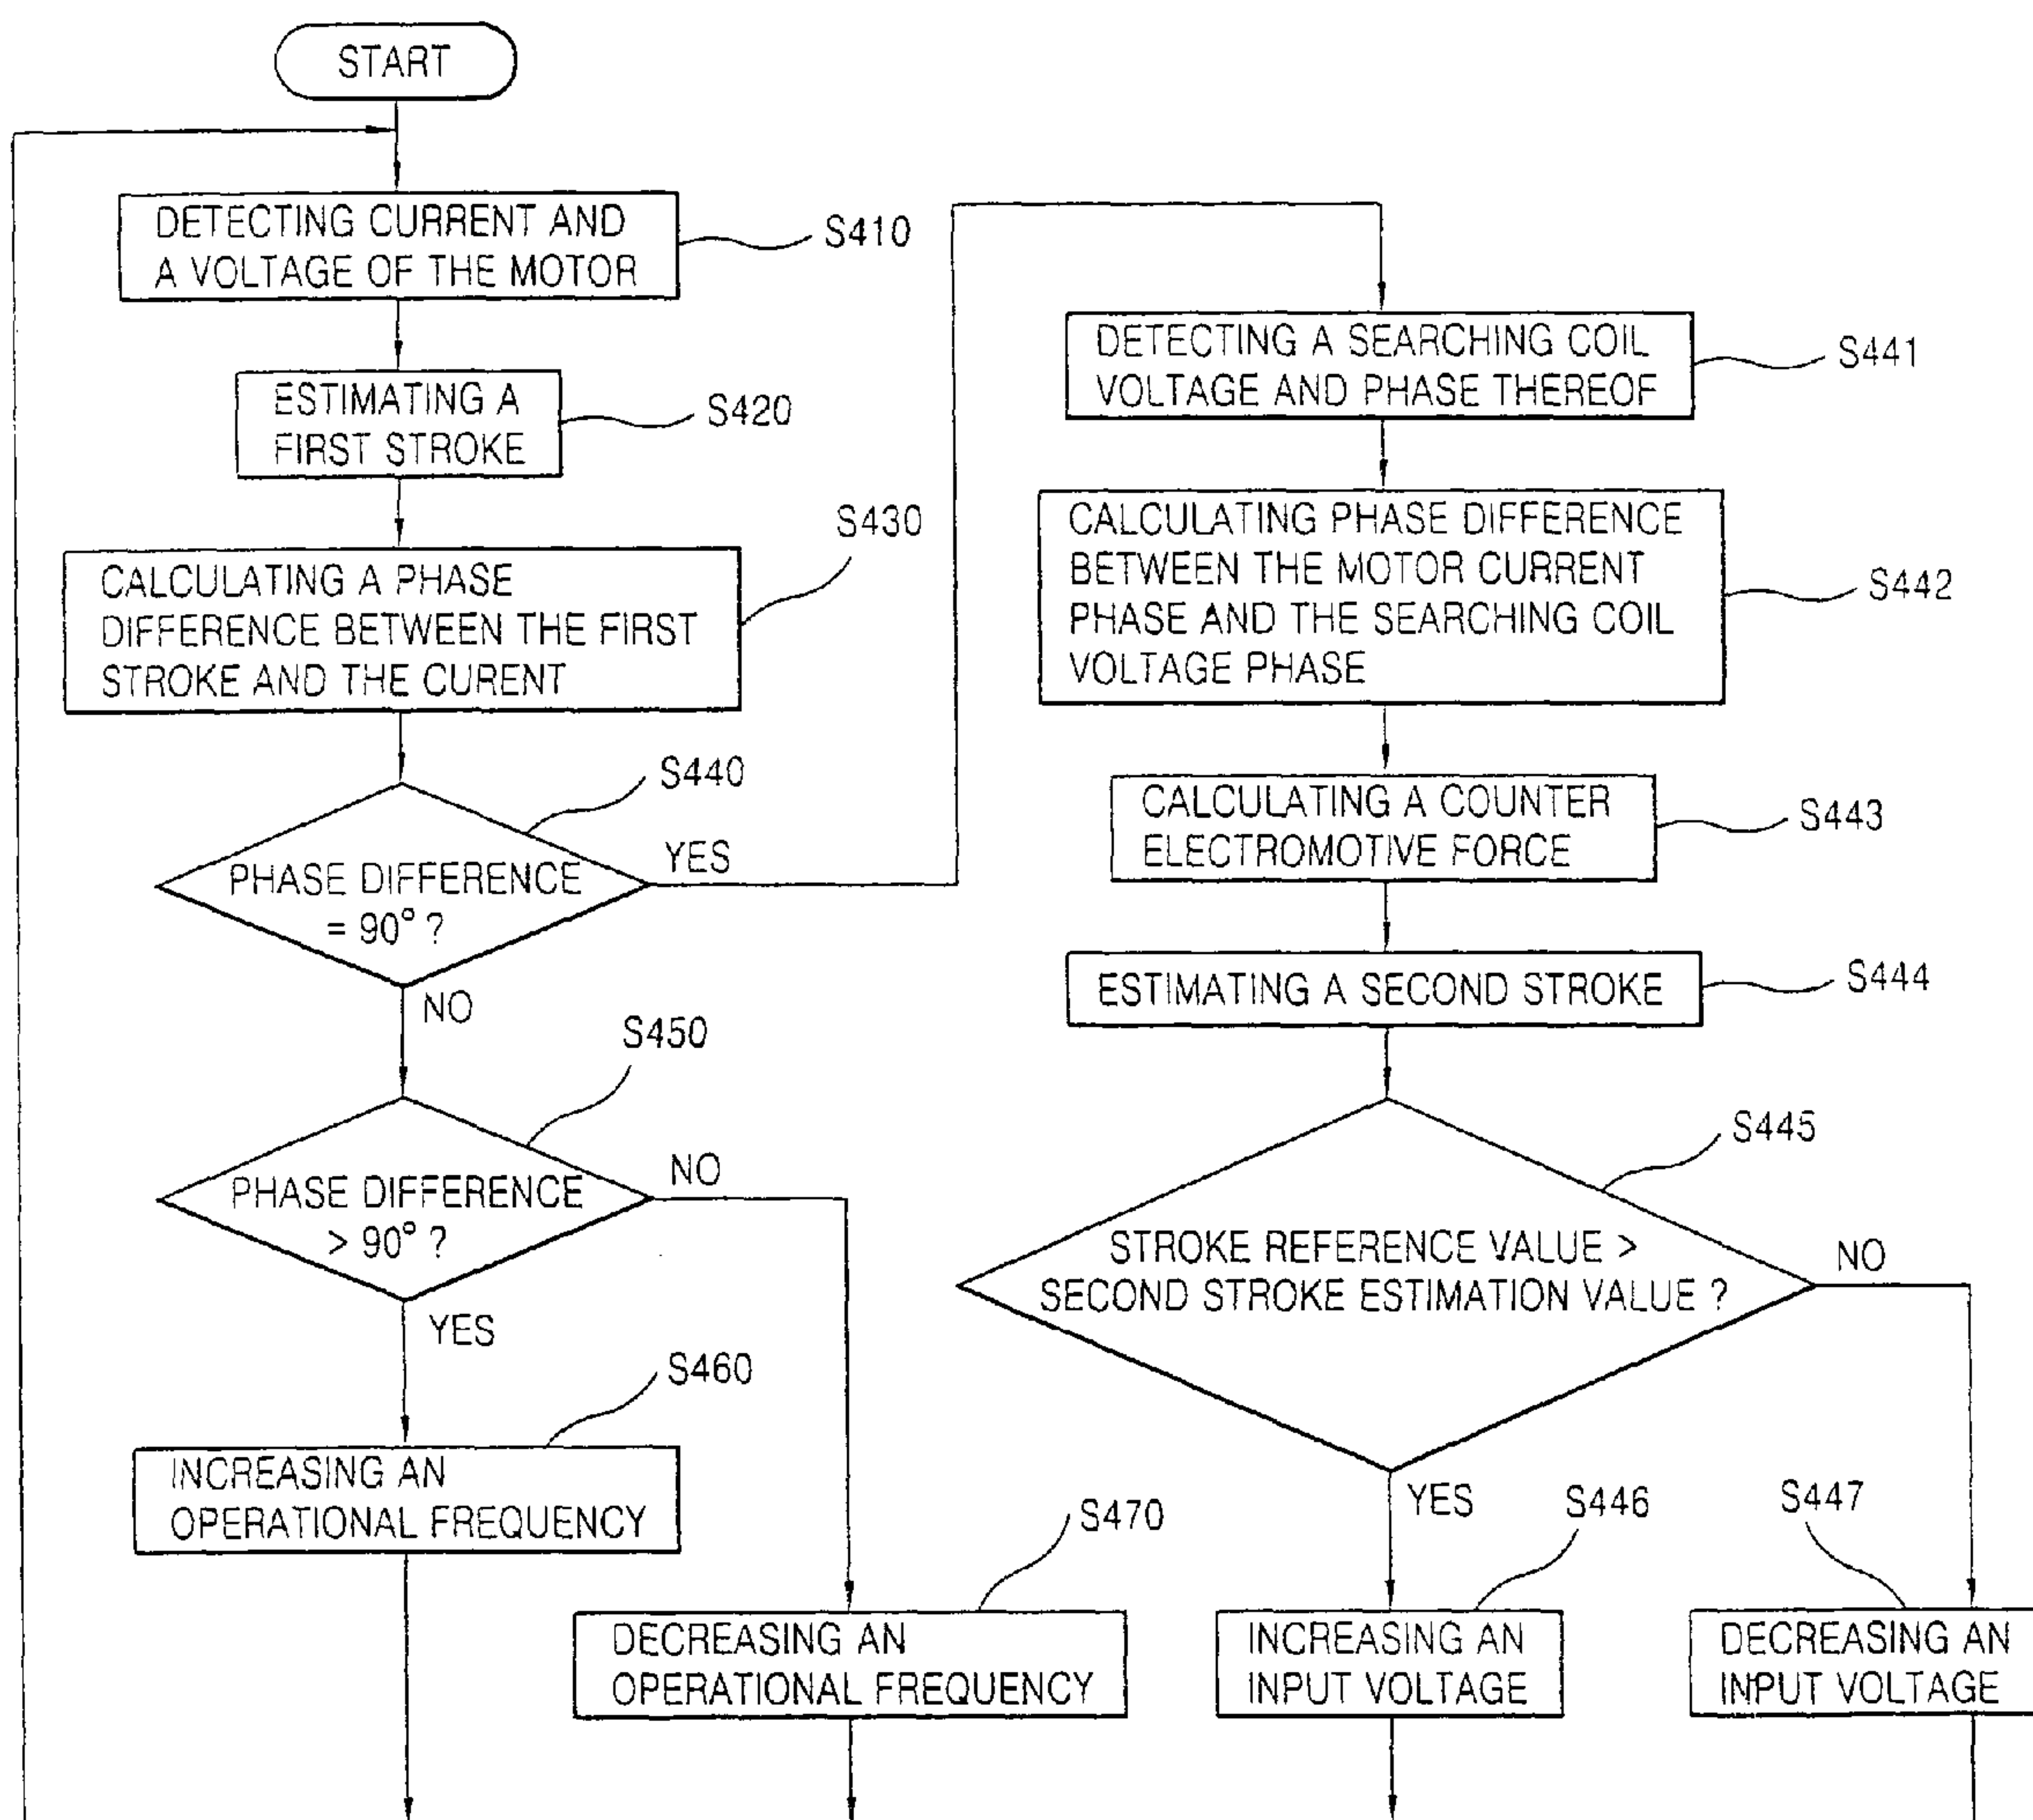 START
DETECTING CURRENT AND
A VOLTAGE OF THE MOTOR
S410
ESTIMATING A
FIRST STROKE
S420
CALCULATING A PHASE
DIFFERENCE BETWEEN THE FIRST
STROKE AND THE CURENT
S430
PHASE DIFFERENCE
= 90° ?
S440
YES
NO
PHASE DIFFERENCE
> 90° ?
S450
NO
YES
INCREASING AN
OPERATIONAL FREQUENCY
S460
DECREASING AN
OPERATIONAL FREQUENCY
S470
DETECTING A SEARCHING COIL
VOLTAGE AND PHASE THEREOF
S441
CALCULATING PHASE DIFFERENCE
BETWEEN THE MOTOR CURRENT
PHASE AND THE SEARCHING COIL
VOLTAGE PHASE
S442
CALCULATING A COUNTER
ELECTROMOTIVE FORCE
S443
ESTIMATING A SECOND STROKE
S444
STROKE REFERENCE VALUE >
SECOND STROKE ESTIMATION VALUE ?
S445
NO
YES
INCREASING AN
INPUT VOLTAGE
S446
DECREASING AN
INPUT VOLTAGE
S447